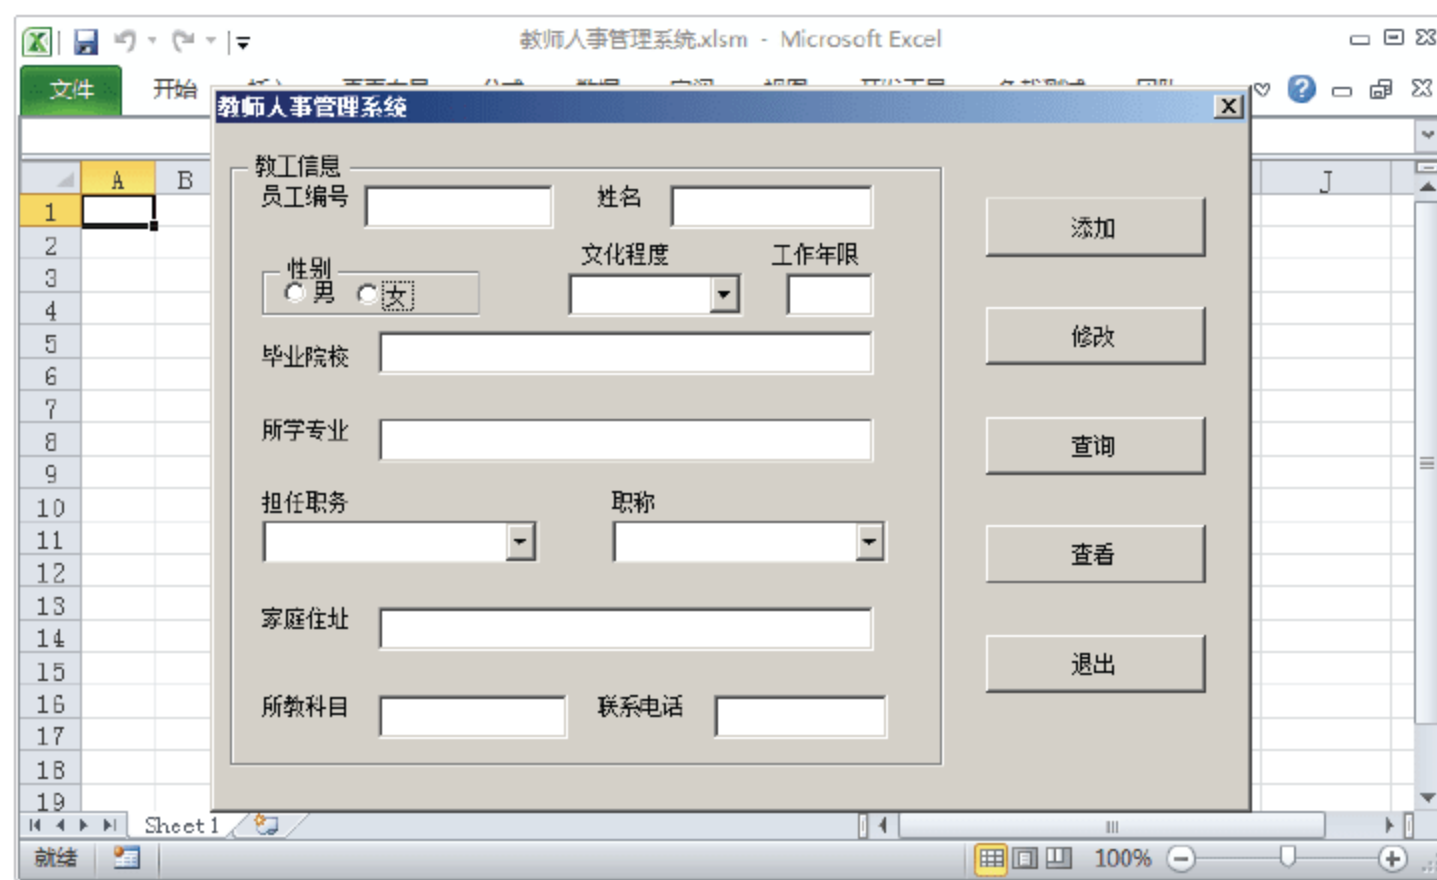 教师人事管理系统.xlsm - Microsoft Excel
文件 开始
教师人事管理系统
A B J
教工信息
员工编号 姓名 添加
文化程度 工作年限
性别
男 女
修改
毕业院校
所学专业 查询
担任职务 职称
查看
家庭住址
退出
所教科目 联系电话
1
2
3
4
5
6
7
8
9
10
11
12
13
14
15
16
17
18
19
Sheet1
就绪 100%